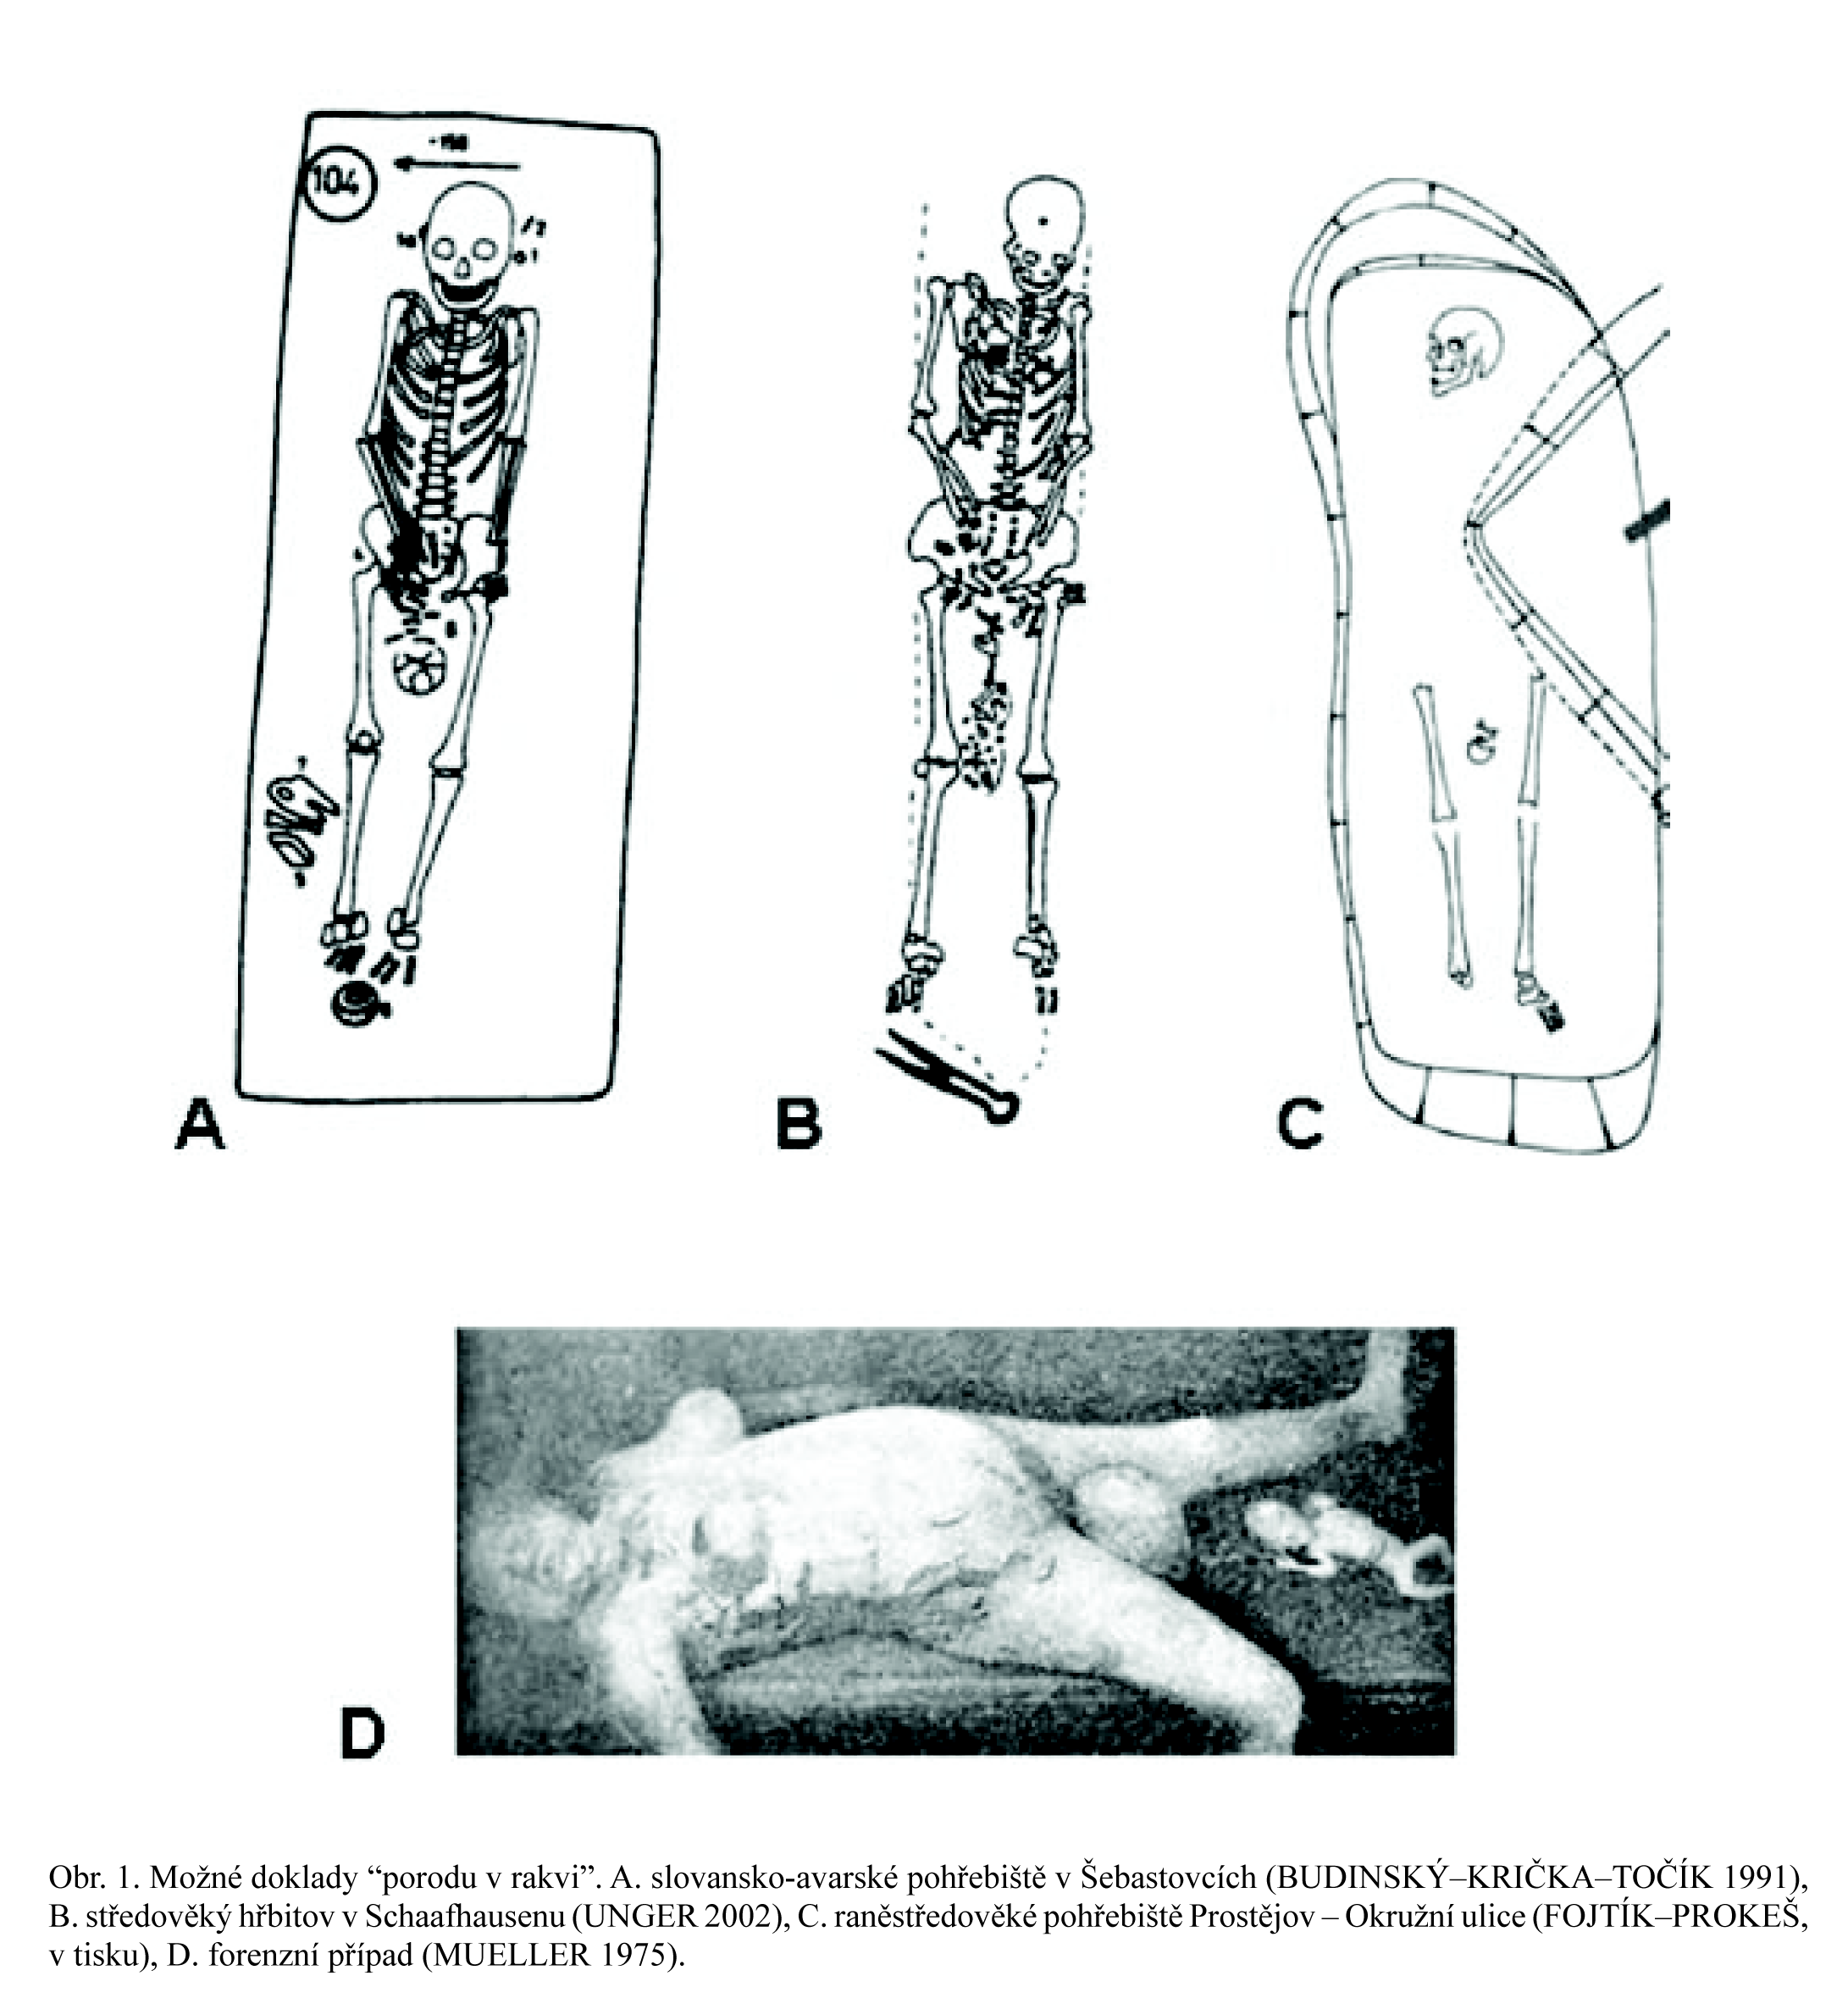 104
A
B
C
D
Obr. 1. Možné doklady “porodu v rakvi”. A. slovansko-avarské pohřebiště v Šebastovcích (BUDINSKÝ–KRIČKA–TOČÍK 1991),
B. středověký hřbitov v Schaafhausenu (UNGER 2002), C. raněstředověké pohřebiště Prostějov – Okružní ulice (FOJTÍK–PROKEŠ,
v tisku), D. forenzní případ (MUELLER 1975).